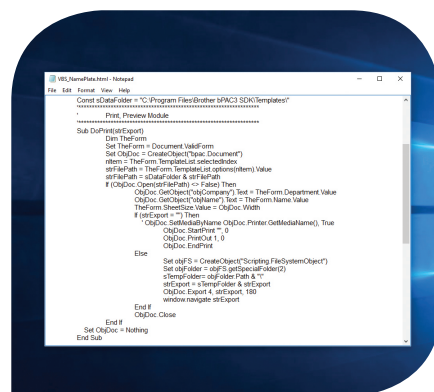 VBS_NamePlate.html - Notepad
File Edit Format View Help
Const sDataFolder = "C:\Program Files\Brother bPAC3 SDK\Templates\"
'*******************************************************************
' Print, Preview Module
'*******************************************************************
Sub DoPrint(strExport)
Dim TheForm
Set TheForm = Document.ValidForm
Set ObjDoc = CreateObject("bpac.Document")
nItem = TheForm.TemplateList.selectedIndex
strFilePath = TheForm.TemplateList.options(nItem).Value
strFilePath = sDataFolder & strFilePath
If (ObjDoc.Open(strFilePath) <> False) Then
ObjDoc.GetObject("objCompany").Text = TheForm.Department.Value
ObjDoc.GetObject("objName").Text = TheForm.Name.Value
TheForm.SheetSize.Value = ObjDoc.Width
If (strExport = "") Then
' ObjDoc.SetMediaByName ObjDoc.Printer.GetMediaName(), True
ObjDoc.StartPrint "", 0
ObjDoc.PrintOut 1, 0
ObjDoc.EndPrint
Else
Set objFS = CreateObject("Scripting.FileSystemObject")
Set objFolder = objFS.getSpecialFolder(2)
sTempFolder= objFolder.Path & "\"
strExport = sTempFolder & strExport
ObjDoc.Export 4, strExport, 180
window.navigate strExport
End If
ObjDoc.Close
End If
Set ObjDoc = Nothing
End Sub